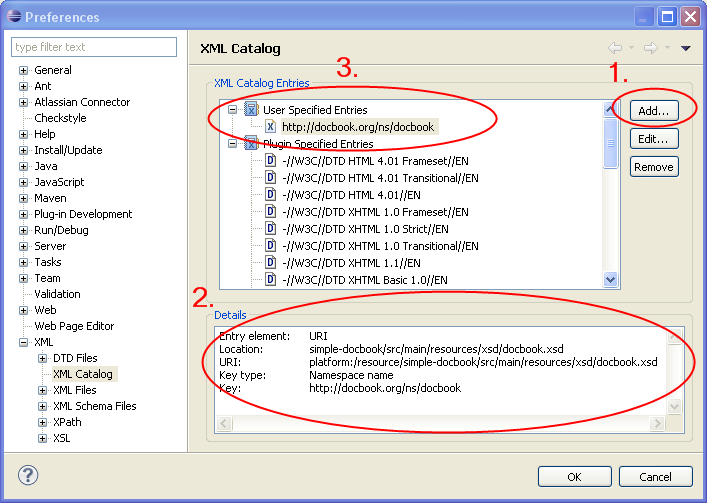 Preferences
type filter text
General
Ant
Atlassian Connector
Checkstyle
Help
Install/Update
Java
JavaScript
Maven
Plug-in Development
Run/Debug
Server
Tasks
Team
Validation
Web
Web Page Editor
XML
DTD Files
XML Catalog
XML Files
XML Schema Files
XPath
XSL
XML Catalog
XML Catalog Entries
3.
1.
User Specified Entries
http://docbook.org/ns/docbook
Plugin Specified Entries
-//W3C//DTD HTML 4.01 Frameset//EN
-//W3C//DTD HTML 4.01 Transitional//EN
-//W3C//DTD HTML 4.01//EN
-//W3C//DTD XHTML 1.0 Frameset//EN
-//W3C//DTD XHTML 1.0 Strict//EN
-//W3C//DTD XHTML 1.0 Transitional//EN
-//W3C//DTD XHTML 1.1//EN
-//W3C//DTD XHTML Basic 1.0//EN
Add...
Edit...
Remove
2.
Details
Entry element: URI
Location: simple-docbook/src/main/resources/xsd/docbook.xsd
URI: platform:/resource/simple-docbook/src/main/resources/xsd/docbook.xsd
Key type: Namespace name
Key: http://docbook.org/ns/docbook
?
OK
Cancel